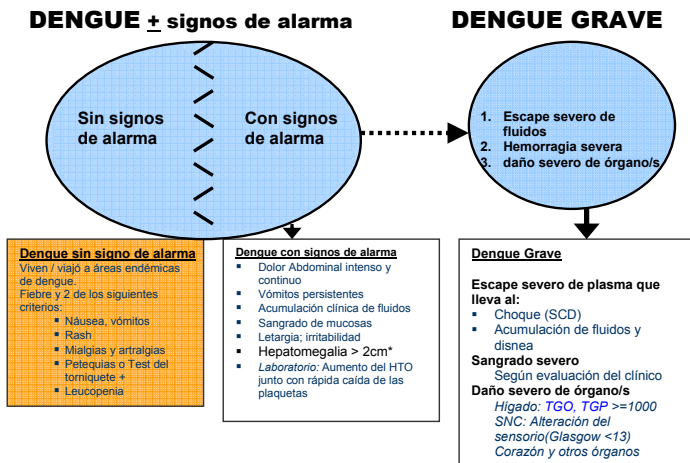 DENGUE + signos de alarma
DENGUE GRAVE
Sin signos
de alarma
Con signos
de alarma
1. Escape severo de
fluidos
2. Hemorragia severa
3. daño severo de órgano/s
Dengue sin signo de alarma
Viven / viajó a áreas endémicas
de dengue.
Fiebre y 2 de los siguientes
criterios:
▪ Náusea, vómitos
▪ Rash
▪ Mialgias y artralgias
▪ Petequias o Test del
torniquete +
▪ Leucopenia
Dengue con signos de alarma
▪ Dolor Abdominal intenso y
continuo
▪ Vómitos persistentes
▪ Acumulación clínica de fluidos
▪ Sangrado de mucosas
▪ Letargia; irritabilidad
▪ Hepatomegalia > 2cm*
▪ Laboratorio: Aumento del HTO
junto con rápida caída de las
plaquetas
Dengue Grave
Escape severo de plasma que
lleva al:
▪ Choque (SCD)
▪ Acumulación de fluidos y
disnea
Sangrado severo
Según evaluación del clínico
Daño severo de órgano/s
Hígado: TGO, TGP >=1000
SNC: Alteración del
sensorio(Glasgow <13)
Corazón y otros órganos